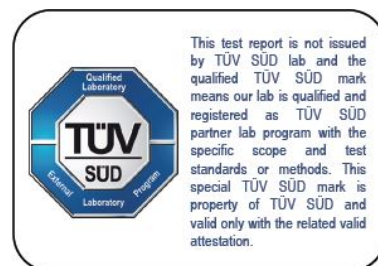 Qualified
Laboratory
TÜV
SÜD
External
Laboratory
Program
This test report is not issued
by TÜV SÜD lab and the
qualified TÜV SÜD mark
means our lab is qualified and
registered as TÜV SÜD
partner lab program with the
specific scope and test
standards or methods. This
special TÜV SÜD mark is
property of TÜV SÜD and
valid only with the related valid
attestation.